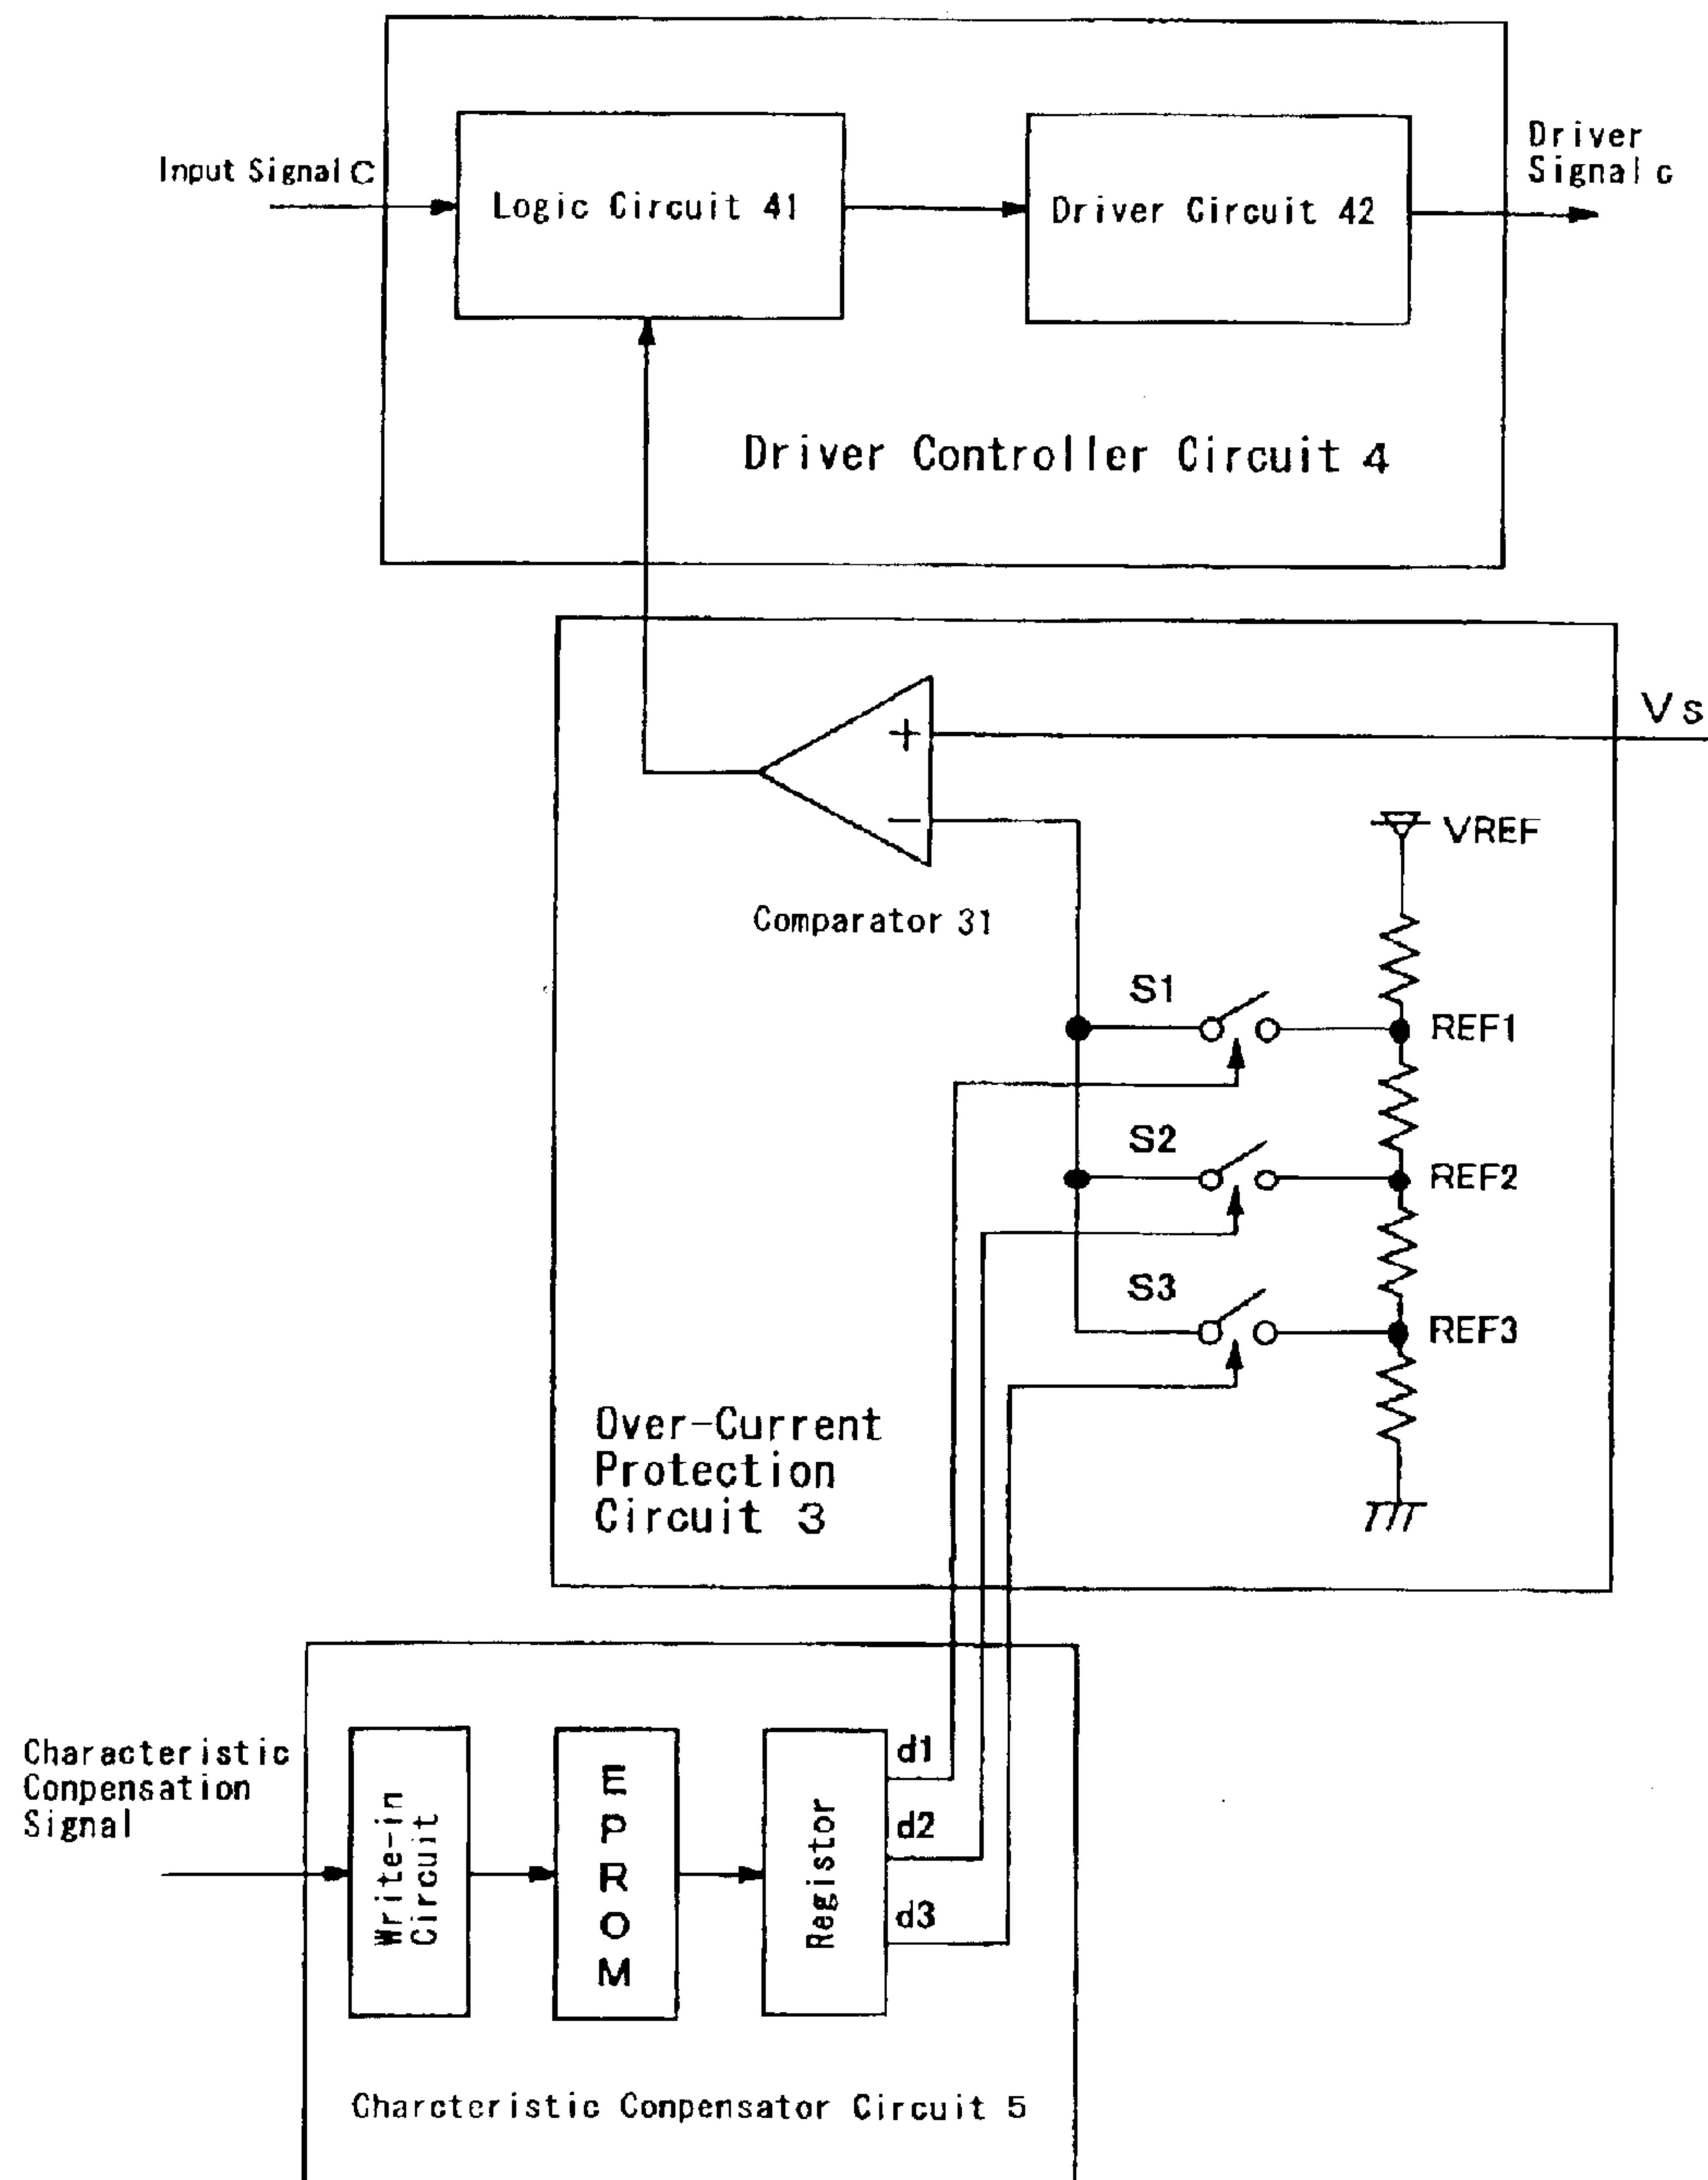 Input Signal C
Logic Circuit 41
Driver Circuit 42
Driver
Signal c
Driver Controller Circuit 4
Vs
+
−
VREF
Comparator 31
S1
REF1
S2
REF2
S3
REF3
Over-Current
Protection
Circuit 3
Characteristic
Conpensation
Signal
Write-in
Circuit
EPROM
Registor
d1
d2
d3
Charcteristic Conpensator Circuit 5